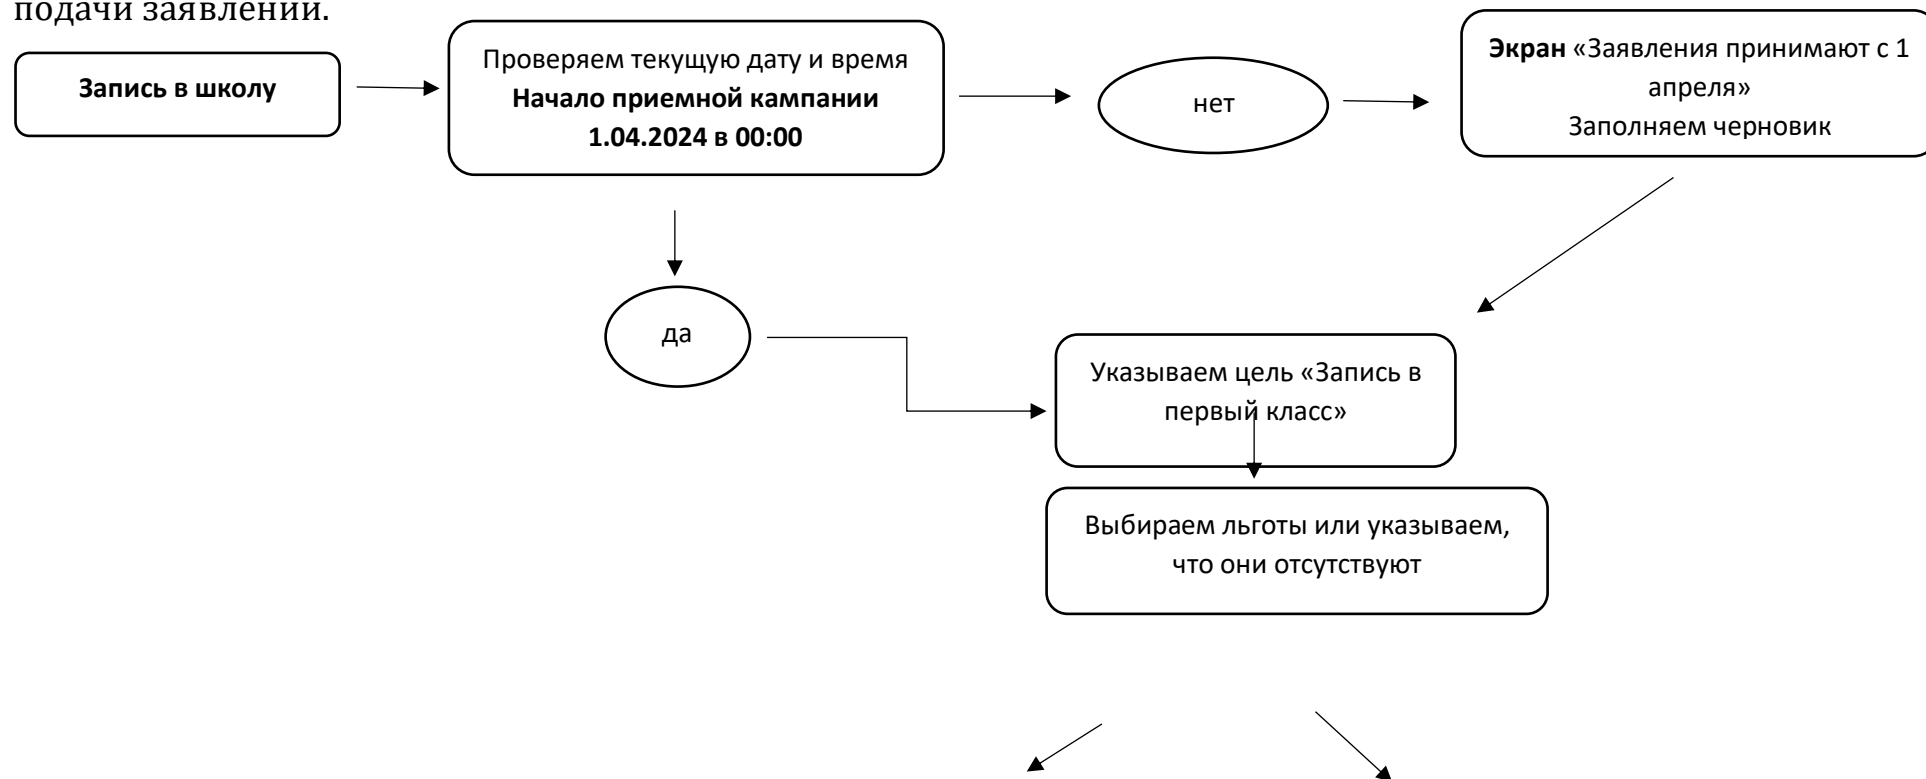 подачи заявлений.
Запись в школу
Проверяем текущую дату и время
Начало приемной кампании
1.04.2024 в 00:00
нет
Экран «Заявления принимают с 1
апреля»
Заполняем черновик
да
Указываем цель «Запись в
первый класс»
Выбираем льготы или указываем,
что они отсутствуют